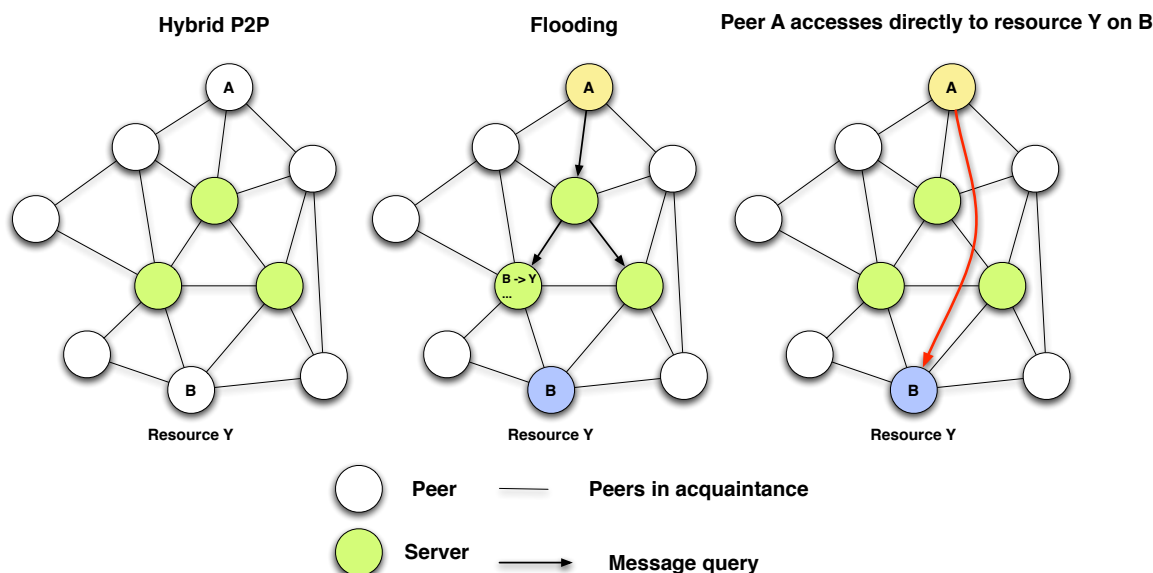 Hybrid P2P
Flooding
Peer A accesses directly to resource Y on B
A
B
Resource Y
A
B -> Y
...
B
Resource Y
A
B
Resource Y
Peer
Peers in acquaintance
Server
Message query